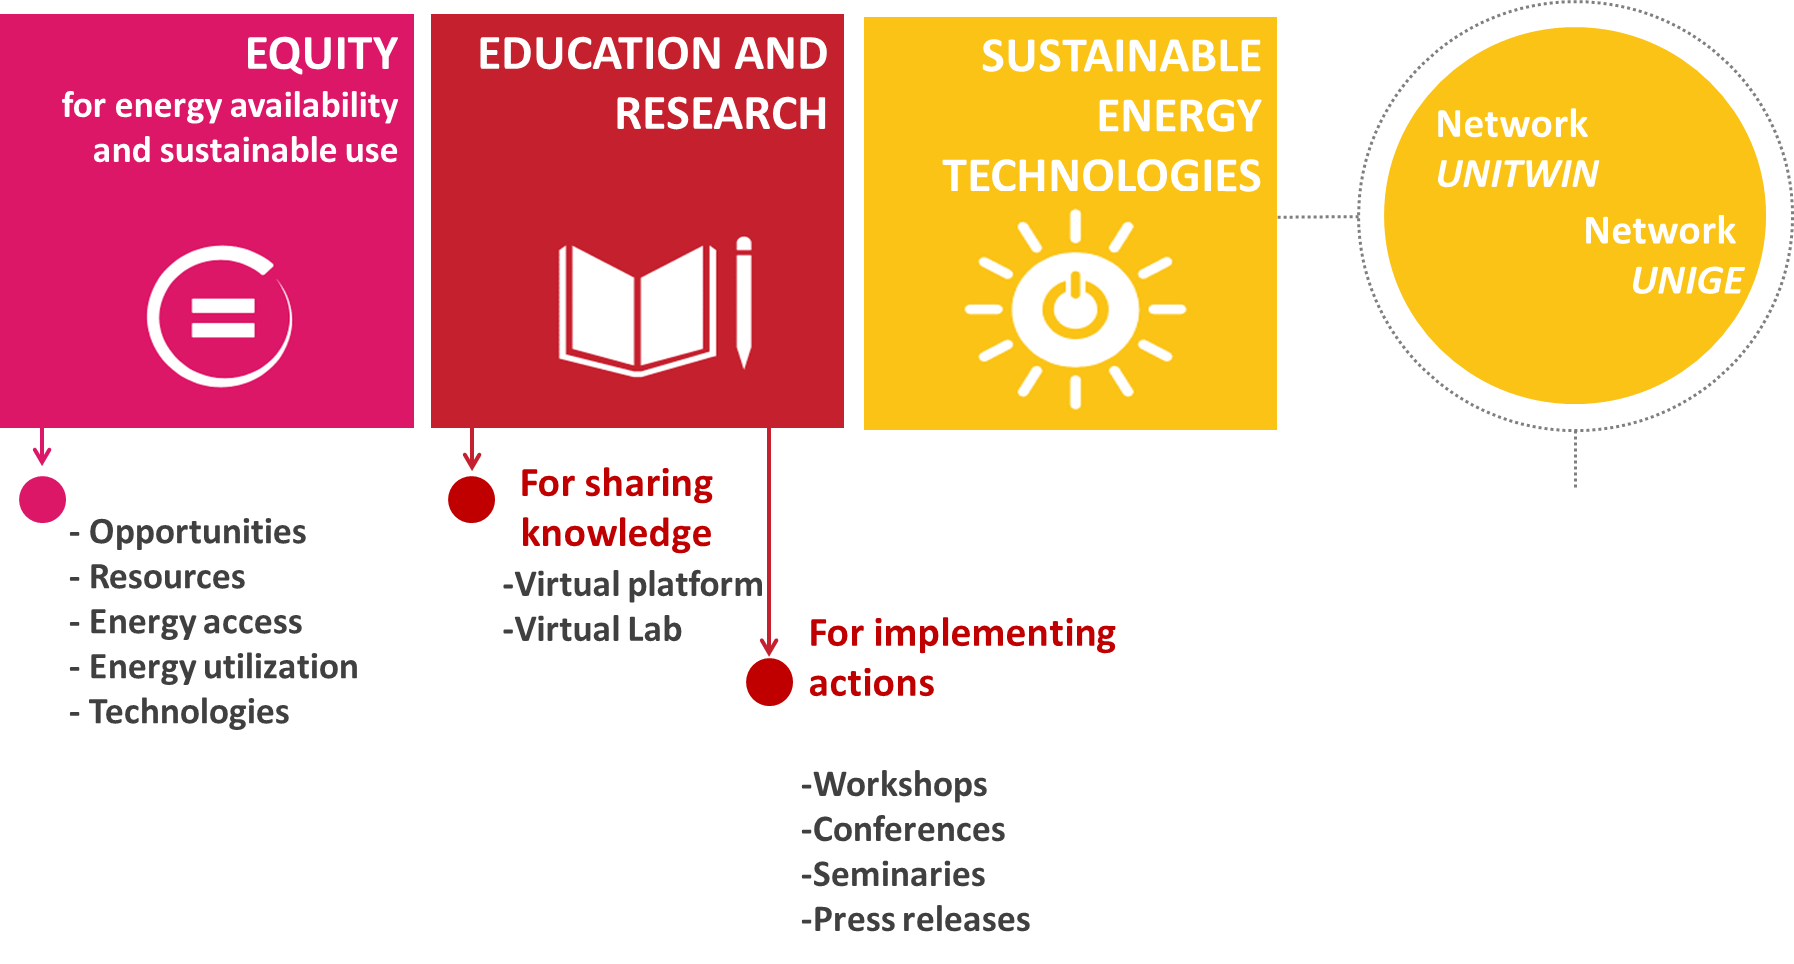 EQUITY
for energy availability
and sustainable use
EDUCATION AND
RESEARCH
SUSTAINABLE
ENERGY
TECHNOLOGIES
Network
UNITWIN
Network
UNIGE
- Opportunities
- Resources
- Energy access
- Energy utilization
- Technologies
For sharing
knowledge
-Virtual platform
-Virtual Lab
For implementing
actions
-Workshops
-Conferences
-Seminaries
-Press releases